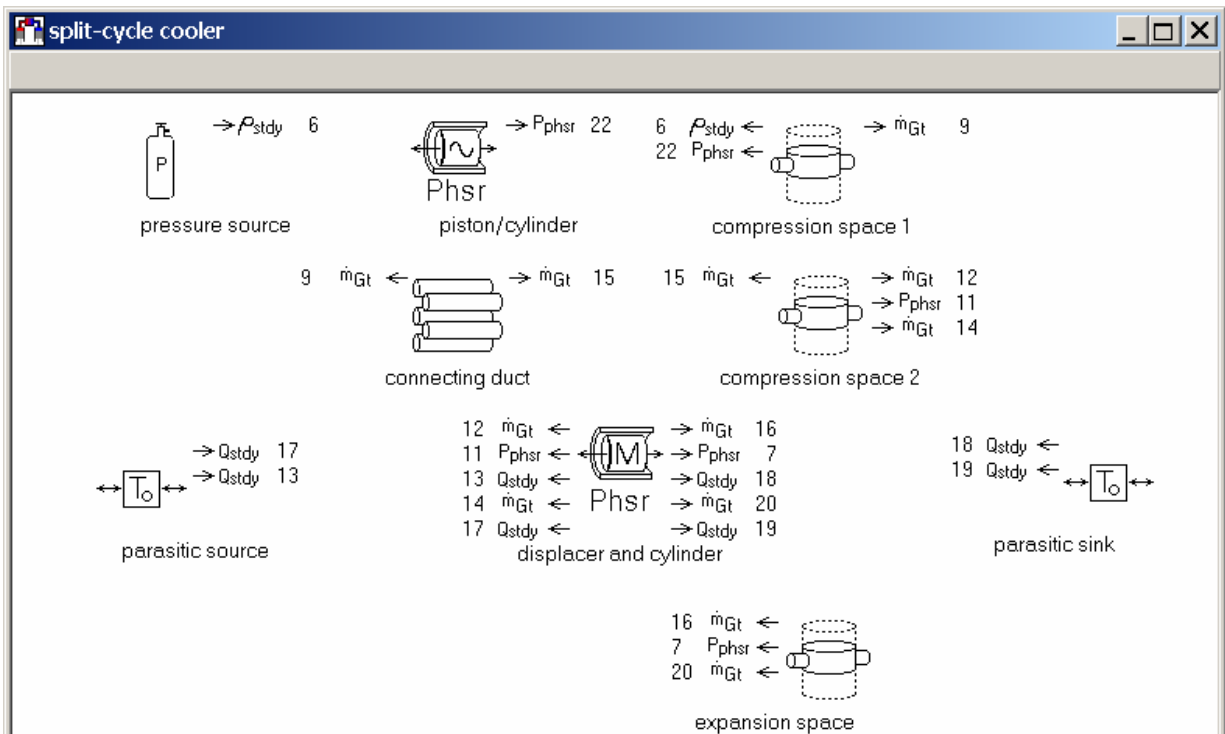 split-cycle cooler
→ρstdy 6
P
pressure source
→ Pphsr 22
Phsr
piston/cylinder
6 ρstdy ←
22 Pphsr ←
→ ṁGt 9
compression space 1
9 ṁGt ←
→ ṁGt 15
connecting duct
15 ṁGt ←
→ ṁGt 12
→ Pphsr 11
→ ṁGt 14
compression space 2
→ Qstdy 17
→ Qstdy 13
To
parasitic source
12 ṁGt ←
11 Pphsr ←
13 Qstdy ←
14 ṁGt ←
17 Qstdy ←
M
Phsr
→ ṁGt 16
→ Pphsr 7
→ Qstdy 18
→ ṁGt 20
→ Qstdy 19
displacer and cylinder
18 Qstdy ←
19 Qstdy ←
To
parasitic sink
16 ṁGt ←
7 Pphsr ←
20 ṁGt ←
expansion space